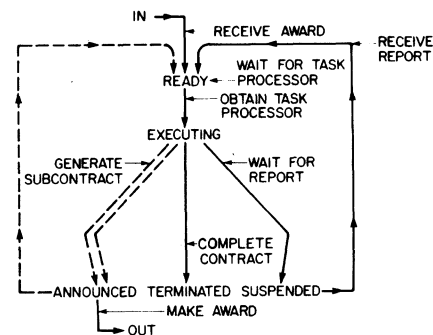 IN
RECEIVE AWARD
RECEIVE
REPORT
WAIT FOR TASK
PROCESSOR
READY
OBTAIN TASK
PROCESSOR
EXECUTING
GENERATE
SUBCONTRACT
WAIT FOR
REPORT
COMPLETE
CONTRACT
ANNOUNCED TERMINATED SUSPENDED
MAKE AWARD
OUT